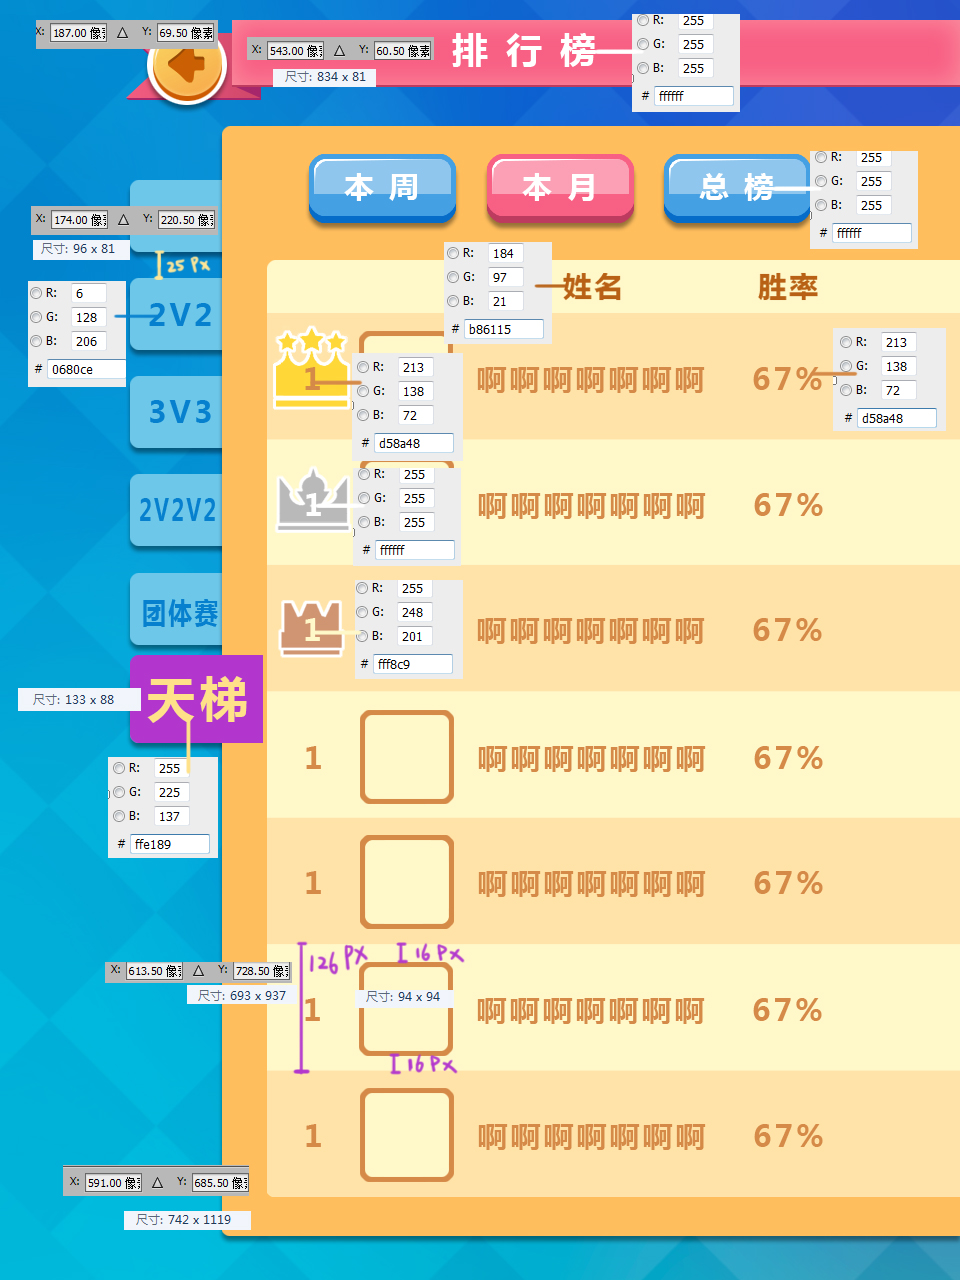 X: 187.00 像素 △ Y: 69.50 像素
X: 543.00 像素 △ Y: 60.50 像素
尺寸: 834 x 81
排行榜
R: 255
G: 255
B: 255
# ffffff
本周
本月
总榜
R: 255
G: 255
B: 255
# ffffff
X: 174.00 像素 △ Y: 220.50 像素
尺寸: 96 x 81
25 Px
R: 6
G: 128
B: 206
# 0680ce
2V2
3V3
2V2V2
团体赛
天梯
尺寸: 133 x 88
R: 255
G: 225
B: 137
# ffe189
R: 184
G: 97
B: 21
# b86115
姓名
胜率
1
R: 213
G: 138
B: 72
# d58a48
啊啊啊啊啊啊啊
67%
R: 213
G: 138
B: 72
# d58a48
1
R: 255
G: 255
B: 255
# ffffff
啊啊啊啊啊啊啊
67%
1
R: 255
G: 248
B: 201
# fff8c9
啊啊啊啊啊啊啊
67%
1
啊啊啊啊啊啊啊
67%
1
啊啊啊啊啊啊啊
67%
126 PX
16 Px
X: 613.50 像素 △ Y: 728.50 像素
尺寸: 693 x 937
1
尺寸: 94 x 94
啊啊啊啊啊啊啊
67%
16 Px
1
啊啊啊啊啊啊啊
67%
X: 591.00 像素 △ Y: 685.50 像素
尺寸: 742 x 1119